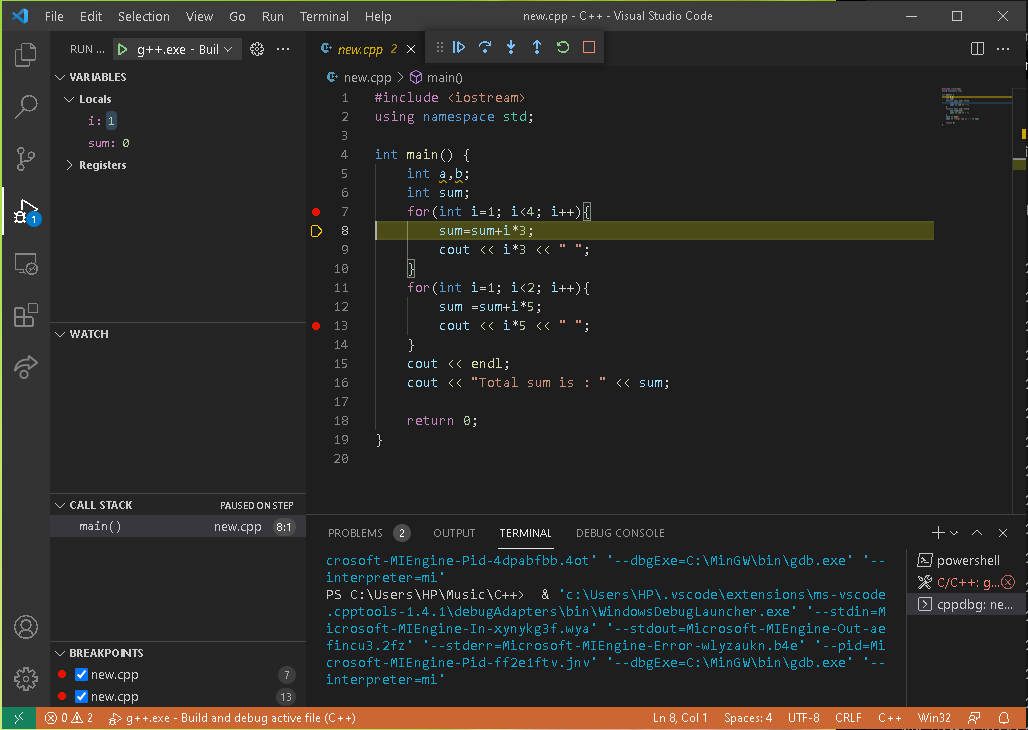 File Edit Selection View Go Run Terminal Help new.cpp - C++ - Visual Studio Code
RUN ... g++.exe - Buil new.cpp 2
VARIABLES
Locals
i: 1
sum: 0
Registers
WATCH
CALL STACK PAUSED ON STEP
main() new.cpp 8:1
BREAKPOINTS
new.cpp 7
new.cpp 13
1
new.cpp > main()
1 #include <iostream>
2 using namespace std;
3
4 int main() {
5 int a,b;
6 int sum;
7 for(int i=1; i<4; i++){
8 sum=sum+i*3;
9 cout << i*3 << " ";
10 }
11 for(int i=1; i<2; i++){
12 sum =sum+i*5;
13 cout << i*5 << " ";
14 }
15 cout << endl;
16 cout << "Total sum is : " << sum;
17
18 return 0;
19 }
20
PROBLEMS 2 OUTPUT TERMINAL DEBUG CONSOLE
crosoft-MIEngine-Pid-4dpabfbb.4ot' '--dbgExe=C:\MinGW\bin\gdb.exe' '--
interpreter=mi'
PS C:\Users\HP\Music\C++> & 'c:\Users\HP\.vscode\extensions\ms-vscode
.cpptools-1.4.1\debugAdapters\bin\WindowsDebugLauncher.exe' '--stdin=M
icrosoft-MIEngine-In-xynykg3f.wya' '--stdout=Microsoft-MIEngine-Out-ae
fincu3.2fz' '--stderr=Microsoft-MIEngine-Error-wlyzaukn.b4e' '--pid=Mi
crosoft-MIEngine-Pid-ff2e1ftv.jnv' '--dbgExe=C:\MinGW\bin\gdb.exe' '--
interpreter=mi'
powershell
C/C++: g...
cppdbg: ne...
0 2 g++.exe - Build and debug active file (C++) Ln 8, Col 1 Spaces: 4 UTF-8 CRLF C++ Win32